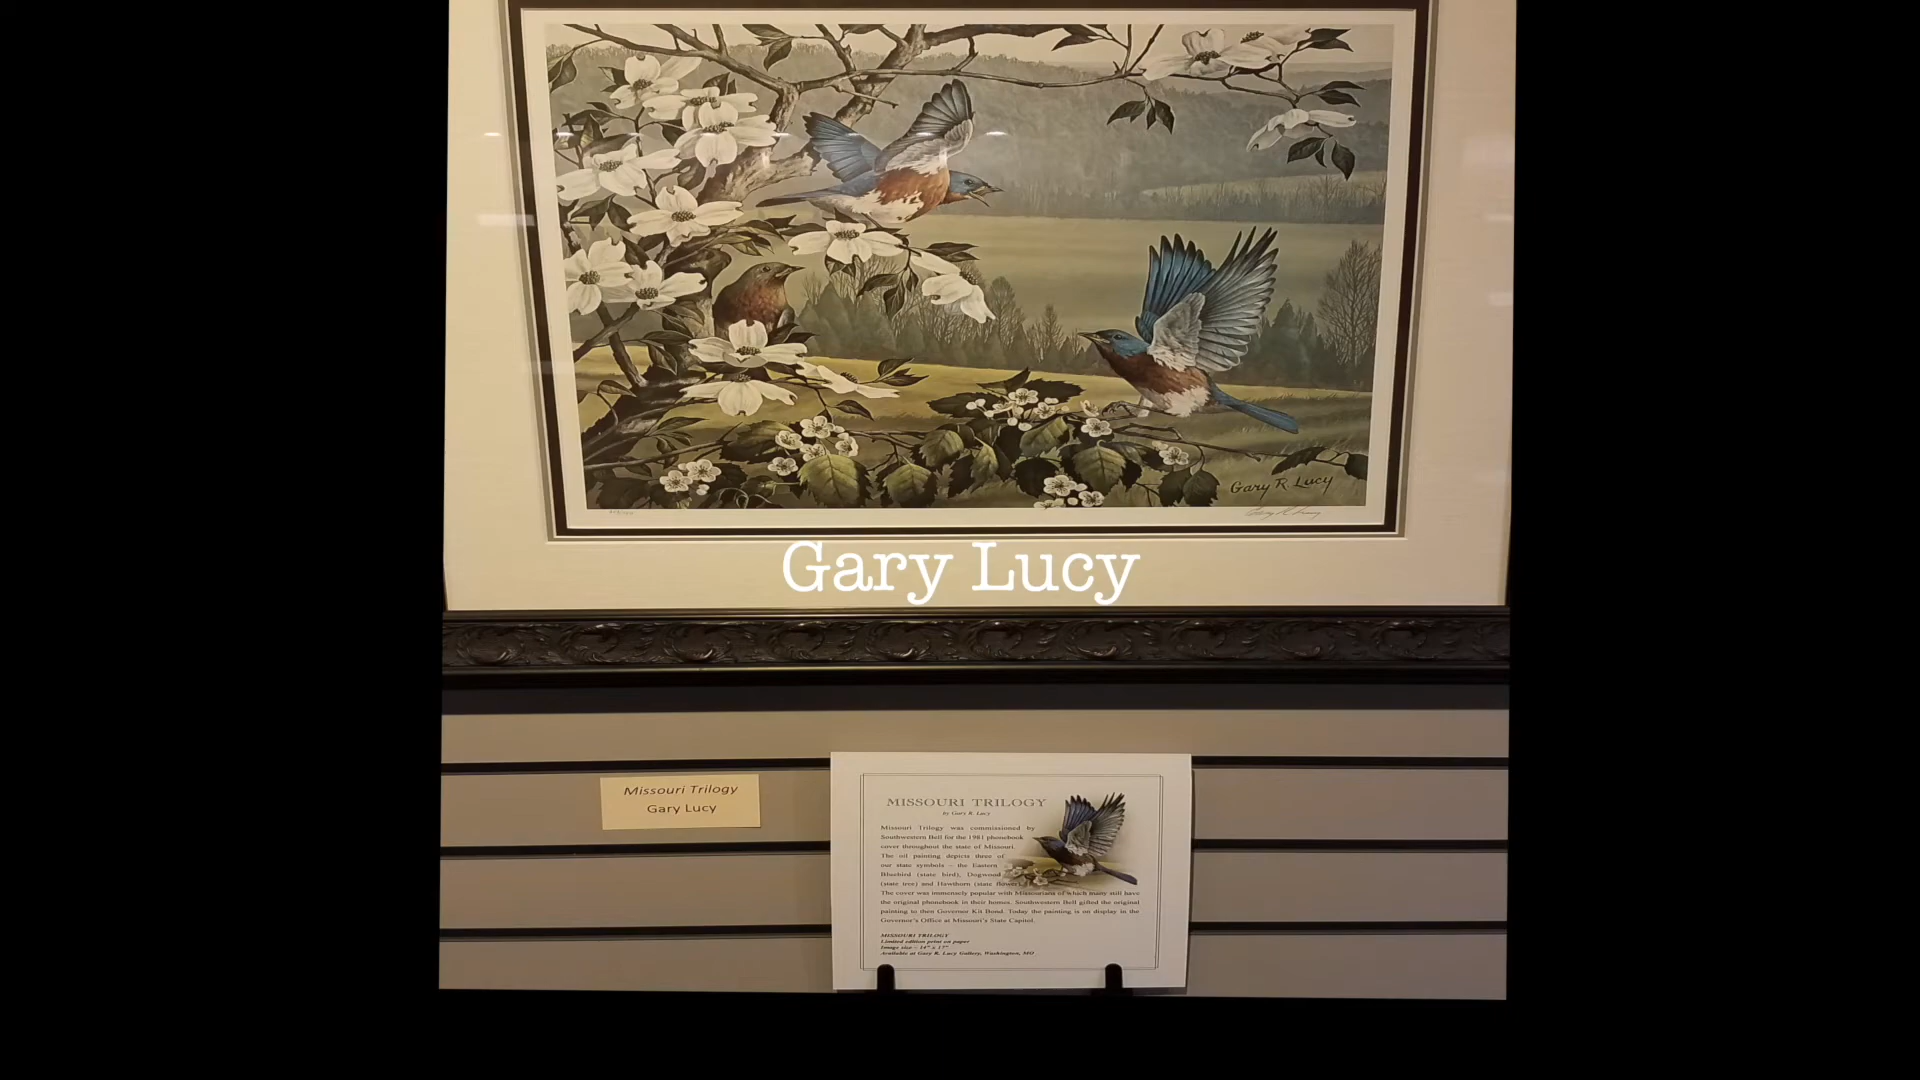 Gary R. Lucy
Gary Lucy
Missouri Trilogy
Gary Lucy
MISSOURI TRILOGY
by Gary R. Lucy
Missouri Trilogy was commissioned by
Southwestern Bell for the 1981 phonebook
cover throughout the state of Missouri.
The oil painting depicts three of
our state symbols – the Eastern
Bluebird (state bird), Dogwood
(state tree) and Hawthorn (state flower).
The cover was immensely popular with Missourians of which many still have
the original phonebook in their homes. Southwestern Bell gifted the original
painting to then Governor Kit Bond. Today the painting is on display in the
Governor's Office at Missouri's State Capitol.
MISSOURI TRILOGY
Limited edition print on paper
Image size – 14" x 17"
Available at Gary R. Lucy Gallery, Washington, MO